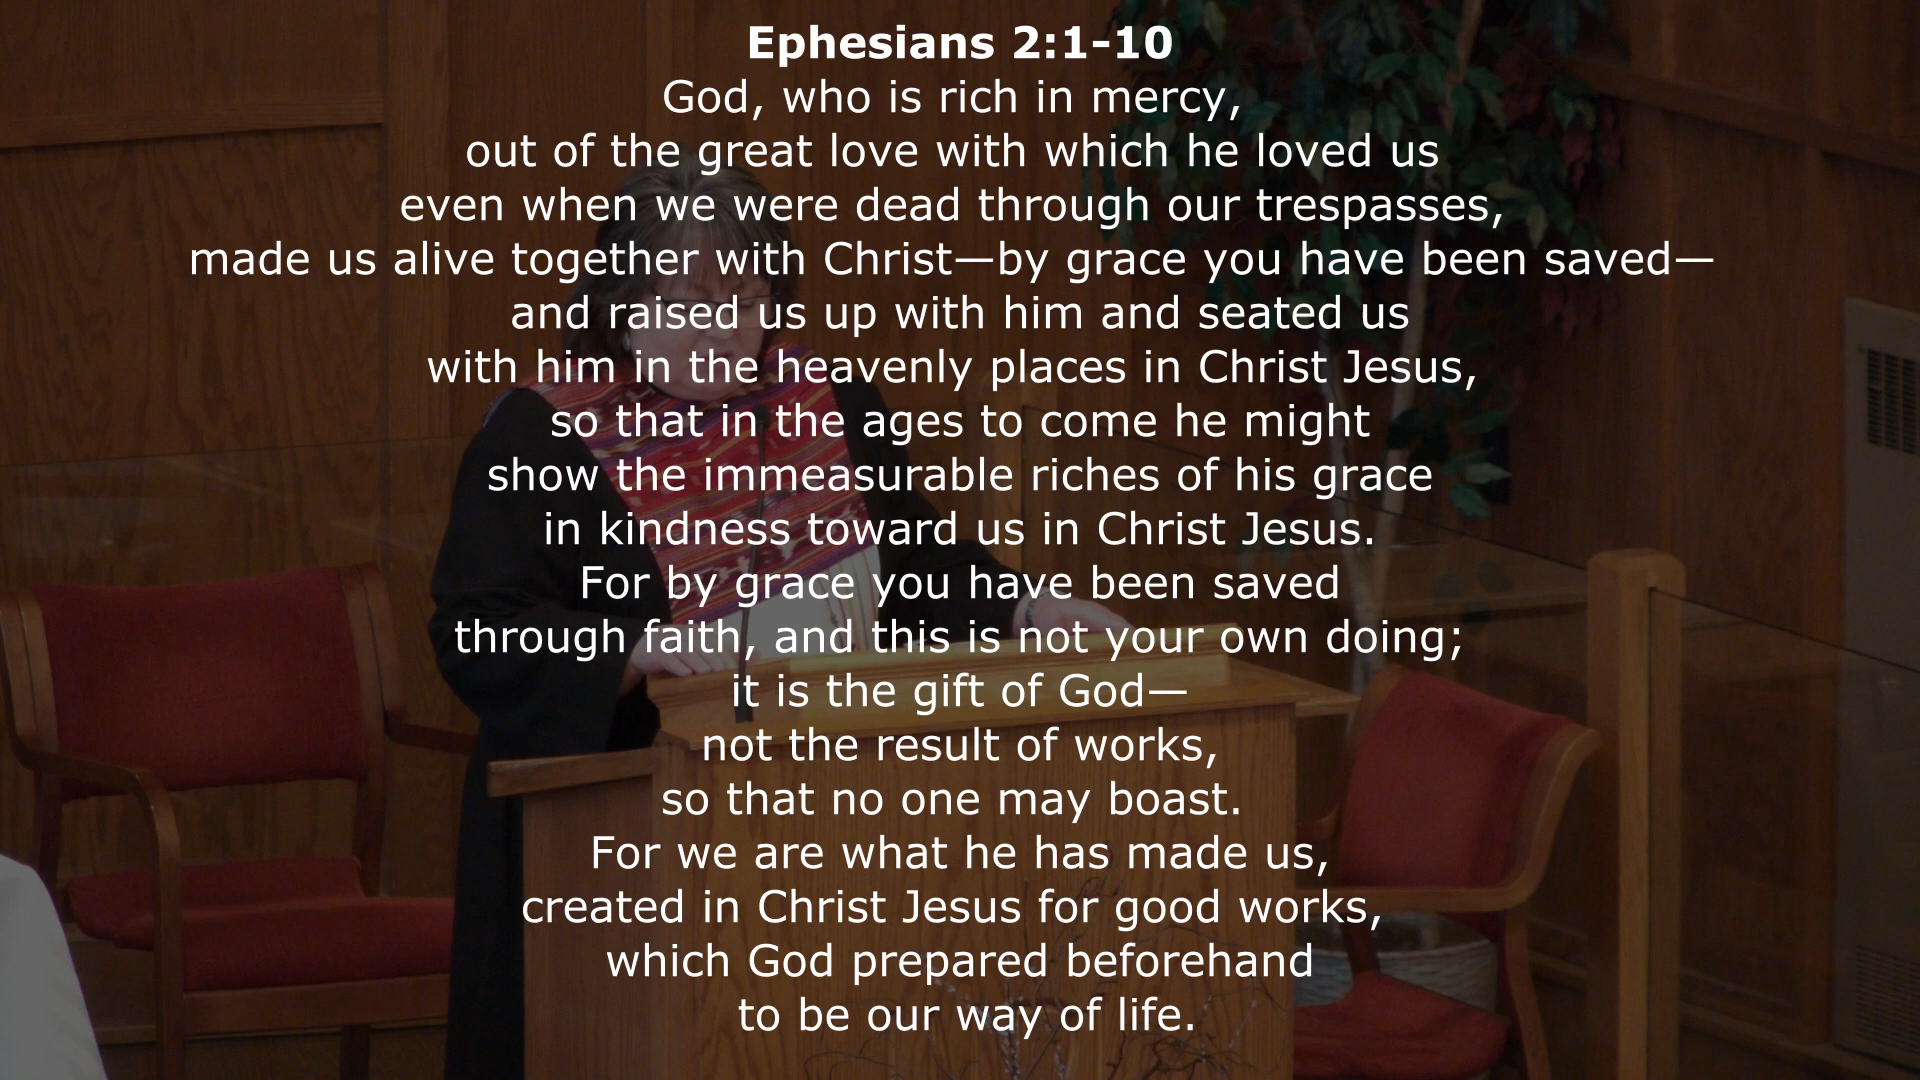 Ephesians 2:1-10
God, who is rich in mercy,
out of the great love with which he loved us
even when we were dead through our trespasses,
made us alive together with Christ—by grace you have been saved—
and raised us up with him and seated us
with him in the heavenly places in Christ Jesus,
so that in the ages to come he might
show the immeasurable riches of his grace
in kindness toward us in Christ Jesus.
For by grace you have been saved
through faith, and this is not your own doing;
it is the gift of God—
not the result of works,
so that no one may boast.
For we are what he has made us,
created in Christ Jesus for good works,
which God prepared beforehand
to be our way of life.